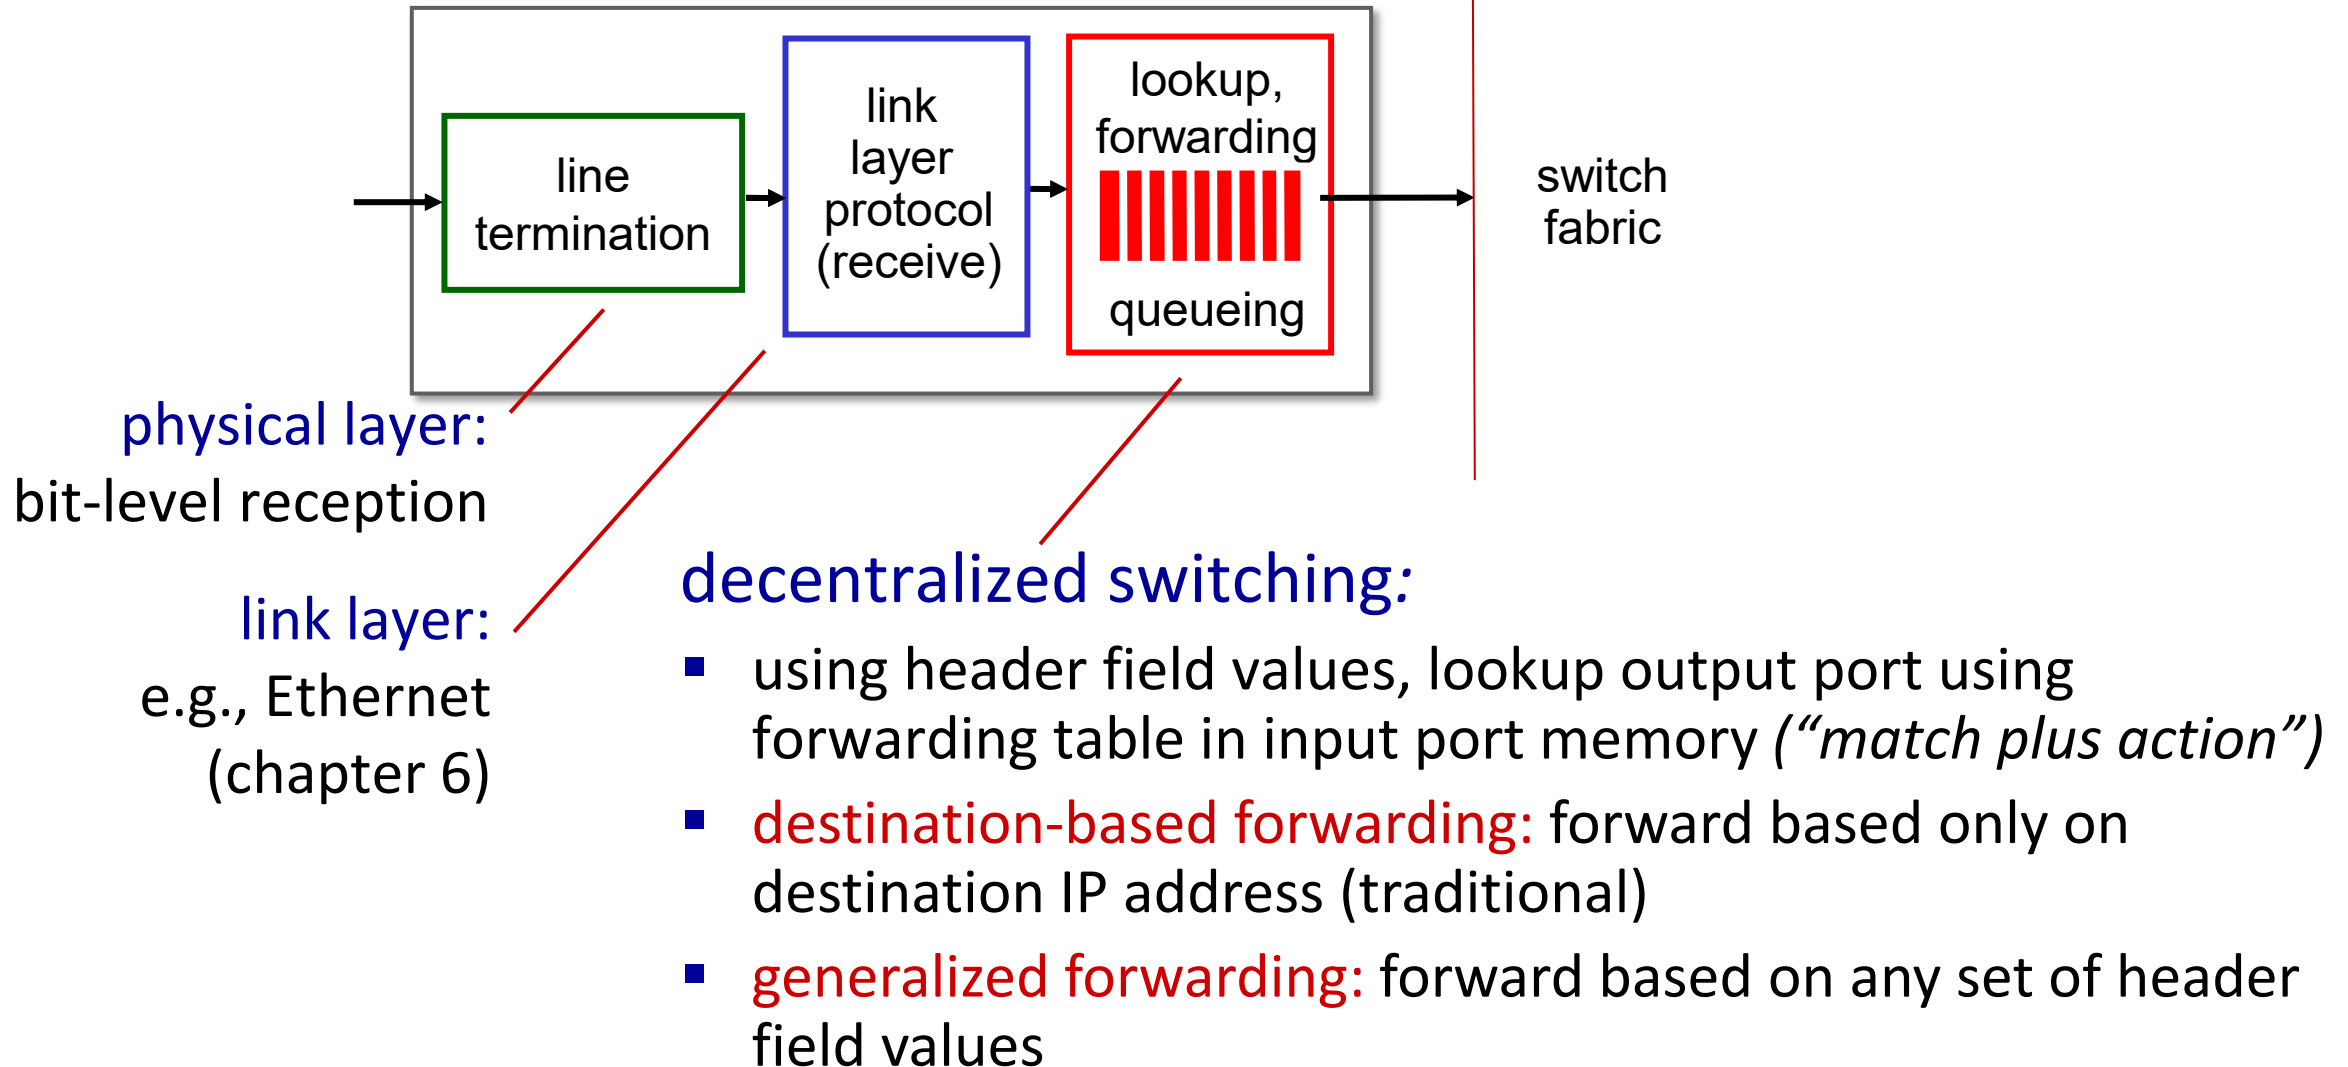 line
termination
link
layer
protocol
(receive)
lookup,
forwarding
queueing
switch
fabric
physical layer:
bit-level reception
link layer:
e.g., Ethernet
(chapter 6)
decentralized switching:
▪ using header field values, lookup output port using
forwarding table in input port memory (“match plus action”)
▪ destination-based forwarding: forward based only on
destination IP address (traditional)
▪ generalized forwarding: forward based on any set of header
field values